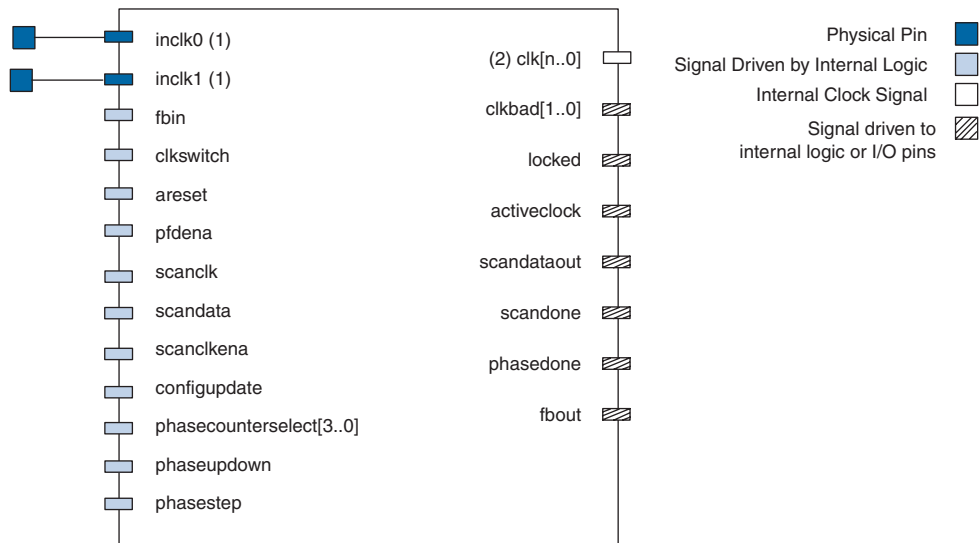 inclk0 (1)
inclk1 (1)
fbin
clkswitch
areset
pfdena
scanclk
scandata
scanclkena
configupdate
phasecounterselect[3..0]
phaseupdown
phasestep
(2) clk[n..0]
clkbad[1..0]
locked
activeclock
scandataout
scandone
phasedone
fbout
Physical Pin
Signal Driven by Internal Logic
Internal Clock Signal
Signal driven to
internal logic or I/O pins